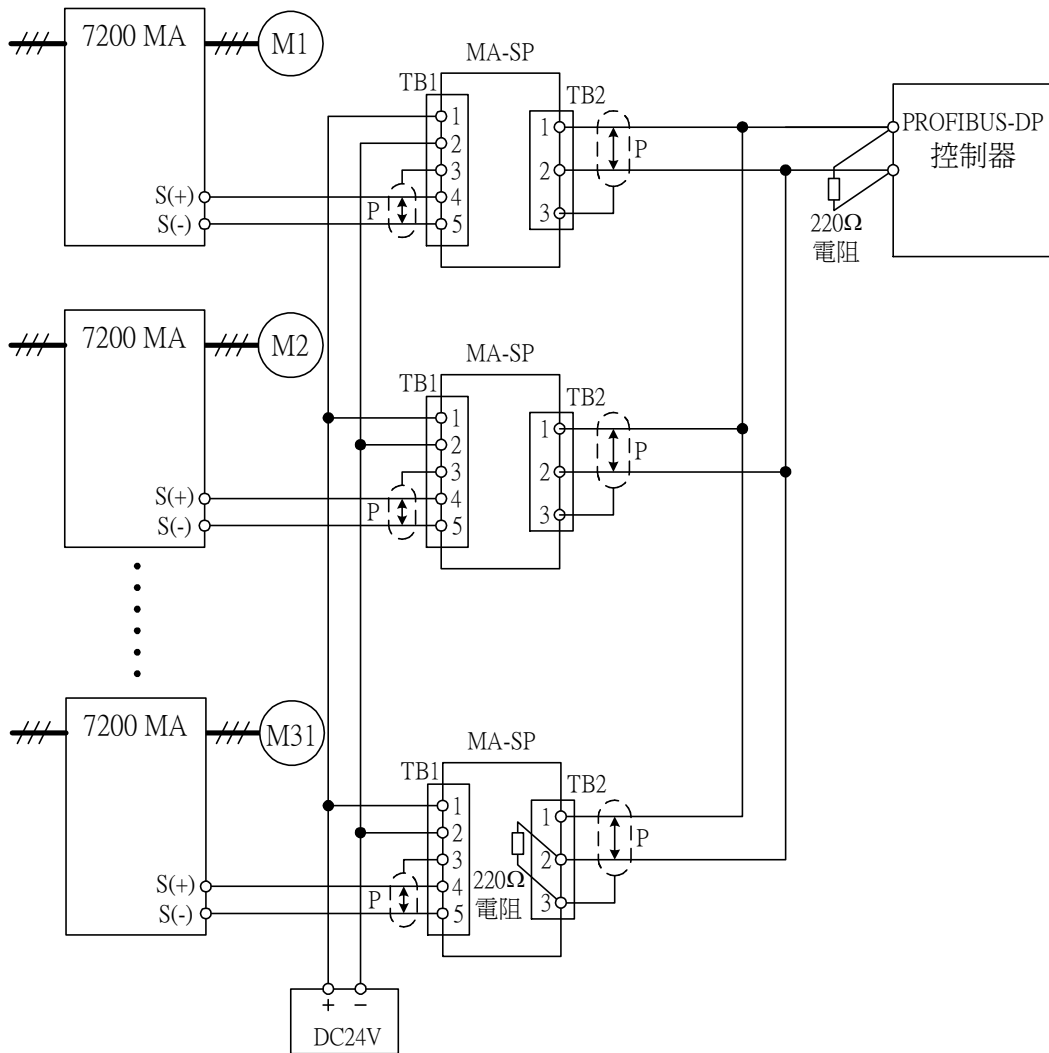 7200 MA
M1
S(+)
S(-)
P
MA-SP
TB1
1
2
3
4
5
TB2
1
2
3
P
PROFIBUS-DP
控制器
220Ω
電阻
7200 MA
M2
S(+)
S(-)
P
MA-SP
TB1
1
2
3
4
5
TB2
1
2
3
P
7200 MA
M31
S(+)
S(-)
P
MA-SP
TB1
1
2
3
4
5
220Ω
電阻
TB2
1
2
3
P
+ −
DC24V